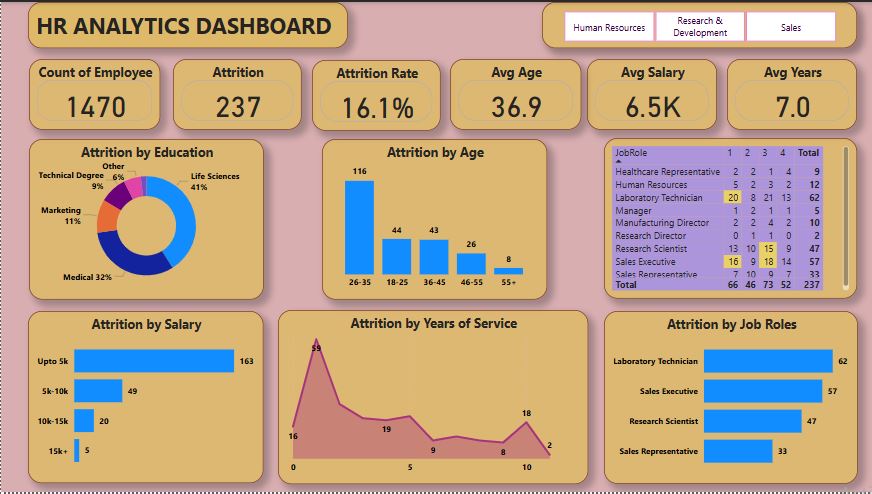 HR ANALYTICS DASHBOARD
Human Resources
Research &
Development
Sales
Count of Employee
1470
Attrition
237
Attrition Rate
16.1%
Avg Age
36.9
Avg Salary
6.5K
Avg Years
7.0
Attrition by Education
Other
6%
Technical Degree
9%
Life Sciences
41%
Marketing
11%
Medical 32%
Attrition by Age
116
44
43
26
8
26-35 18-25 36-45 46-55 55+
JobRole 1 2 3 4 Total
Healthcare Representative 2 2 1 4 9
Human Resources 5 2 3 2 12
Laboratory Technician 20 8 21 13 62
Manager 1 2 1 1 5
Manufacturing Director 2 2 4 2 10
Research Director 0 1 1 0 2
Research Scientist 13 10 15 9 47
Sales Executive 16 9 18 14 57
Sales Representative 7 10 9 7 33
Total 66 46 73 52 237
Attrition by Salary
Upto 5k 163
5k-10k 49
10k-15k 20
15k+ 5
Attrition by Years of Service
59
16
19
9
8
18
2
0 5 10
Attrition by Job Roles
Laboratory Technician 62
Sales Executive 57
Research Scientist 47
Sales Representative 33